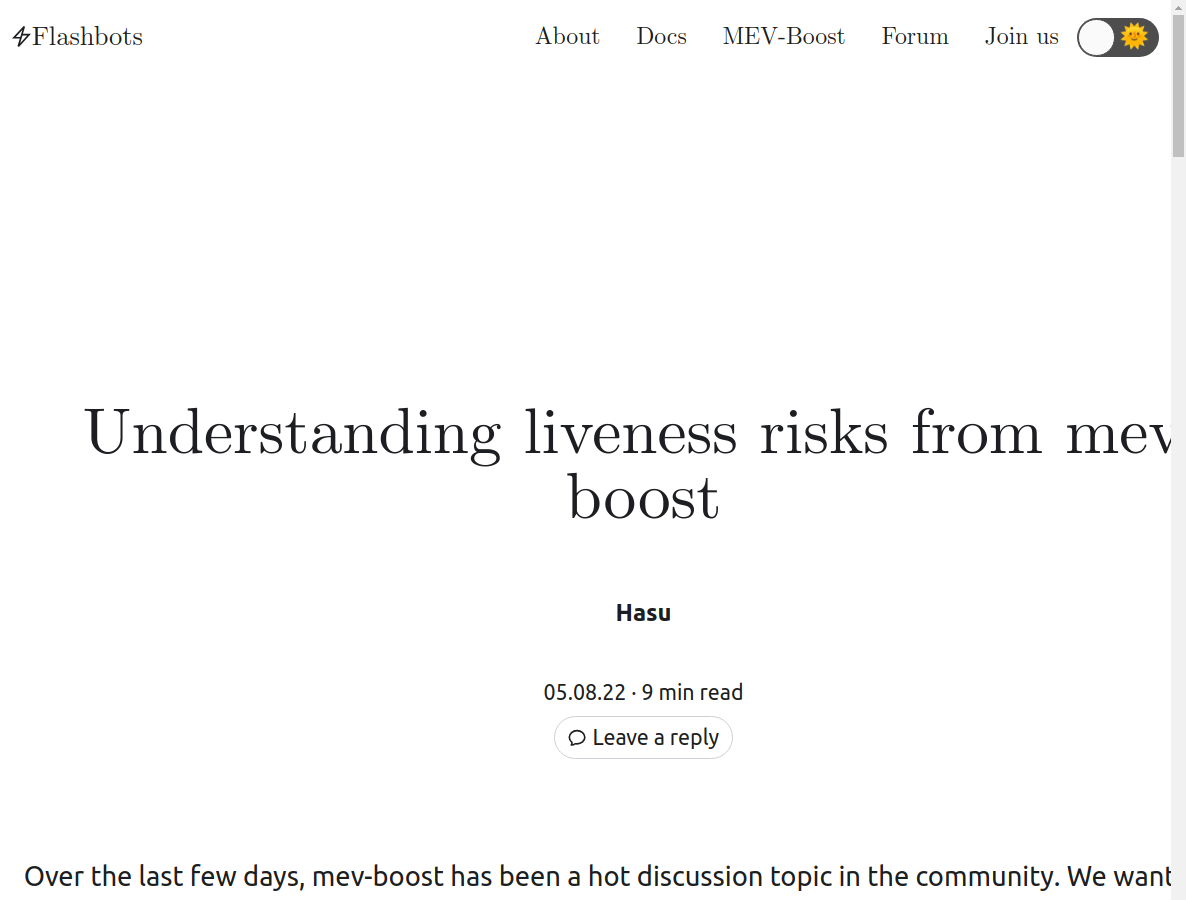 Flashbots
About Docs MEV-Boost Forum Join us
Understanding liveness risks from mev
boost
Hasu
05.08.22 · 9 min read
Leave a reply
Over the last few days, mev-boost has been a hot discussion topic in the community. We want